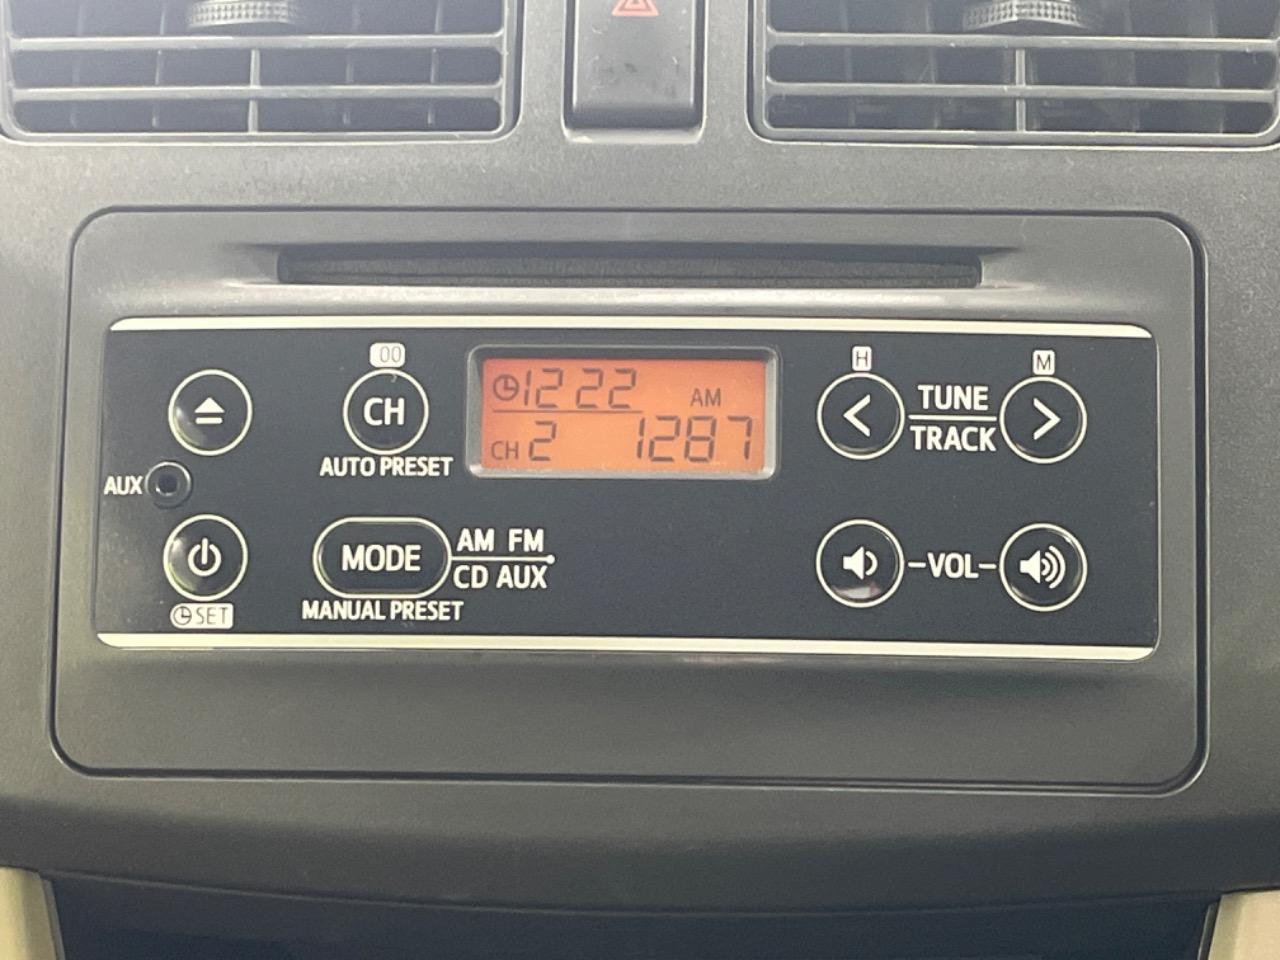 00
CH
AUTO PRESET
12 22
AM
CH 2 1287
H
M
TUNE
TRACK
AUX
MODE
AM FM
CD AUX
MANUAL PRESET
SET
VOL